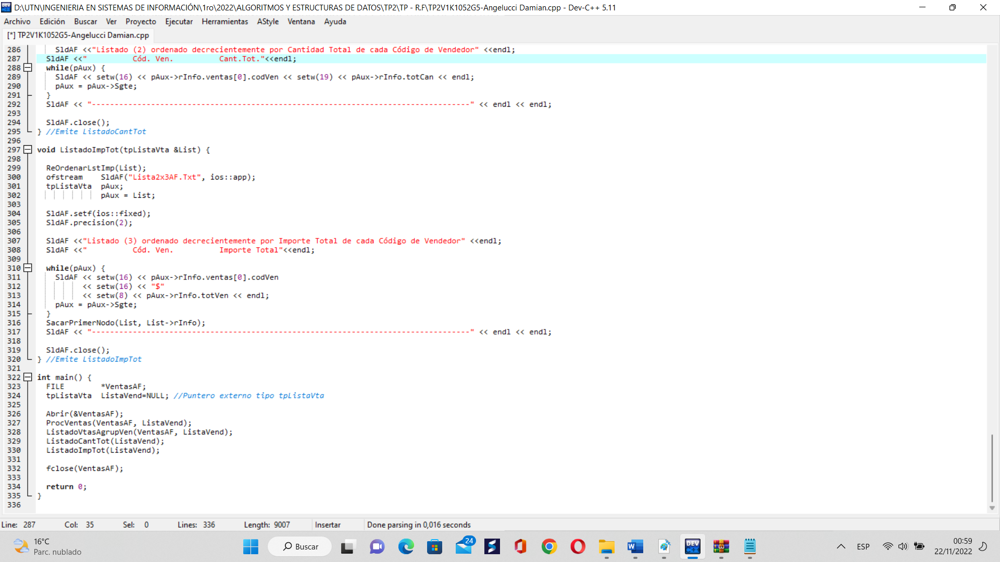 D:\UTN\INGENIERIA EN SISTEMAS DE INFORMACIÓN\1ro\2022\ALGORITMOS Y ESTRUCTURAS DE DATOS\TP2\TP - R.F\TP2V1K1052G5-Angelucci Damian.cpp - Dev-C++ 5.11
Archivo Edición Buscar Ver Proyecto Ejecutar Herramientas AStyle Ventana Ayuda
[*] TP2V1K1052G5-Angelucci Damian.cpp
286     SldAF <<"Listado (2) ordenado decrecientemente por Cantidad Total de cada Código de Vendedor" <<endl;
287   SldAF <<"          Cód. Ven.          Cant.Tot."<<endl;
288   while(pAux) {
289     SldAF << setw(16) << pAux->rInfo.ventas[0].codVen << setw(19) << pAux->rInfo.totCan << endl;
290     pAux = pAux->Sgte;
291   }
292   SldAF << "-----------------------------------------------------------------------------------" << endl << endl;
293
294   SldAF.close();
295 } //Emite ListadoCantTot
296
297 void ListadoImpTot(tpListaVta &List) {
298
299   ReOrdenarLstImp(List);
300   ofstream    SldAF("Lista2x3AF.Txt", ios::app);
301   tpListaVta  pAux;
302               pAux = List;
303
304   SldAF.setf(ios::fixed);
305   SldAF.precision(2);
306
307   SldAF <<"Listado (3) ordenado decrecientemente por Importe Total de cada Código de Vendedor" <<endl;
308   SldAF <<"          Cód. Ven.          Importe Total"<<endl;
309
310   while(pAux) {
311     SldAF << setw(16) << pAux->rInfo.ventas[0].codVen
312           << setw(16) << "$"
313           << setw(8) << pAux->rInfo.totVen << endl;
314     pAux = pAux->Sgte;
315   }
316   SacarPrimerNodo(List, List->rInfo);
317   SldAF << "-----------------------------------------------------------------------------------" << endl << endl;
318
319   SldAF.close();
320 } //Emite ListadoImpTot
321
322 int main() {
323   FILE        *VentasAF;
324   tpListaVta  ListaVend=NULL; //Puntero externo tipo tpListaVta
325
326   Abrir(&VentasAF);
327   ProcVentas(VentasAF, ListaVend);
328   ListadoVtasAgrupVen(VentasAF, ListaVend);
329   ListadoCantTot(ListaVend);
330   ListadoImpTot(ListaVend);
331
332   fclose(VentasAF);
333
334   return 0;
335 }
336
Line: 287 Col: 35 Sel: 0 Lines: 336 Length: 9007 Insertar Done parsing in 0,016 seconds
16°C
Parc. nublado
Buscar
24
DEV
C++
ESP
00:59
22/11/2022